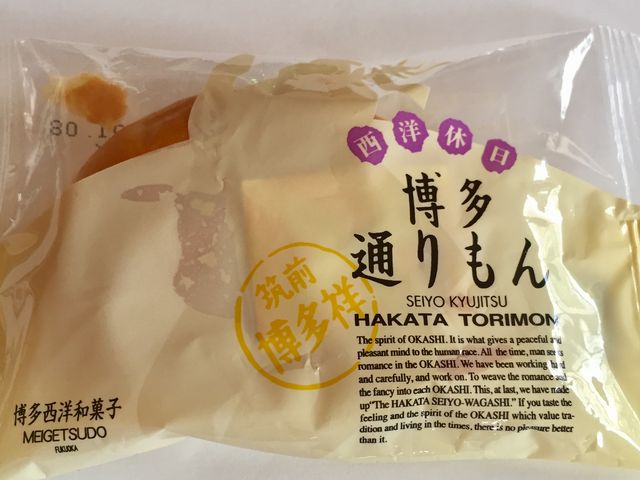 西洋休日
博多
通りもん
SEIYO KYUJITSU
HAKATA TORIMON
The spirit of OKASHI. It is what gives a peaceful and
pleasant mind to the human race. All the time, man seeks
romance in the OKASHI. We have been working hard
and carefully, and work on. To weave the romance and
the fancy into each OKASHI. This, at last, we have made
up"The HAKATA SEIYO-WAGASHI." If you taste the
feeling and the spirit of the OKASHI which value tra-
dition and living in the times, there is no pleasure better
than it.
筑前
博多祥
博多西洋和菓子
MEIGETSUDO
FUKUOKA